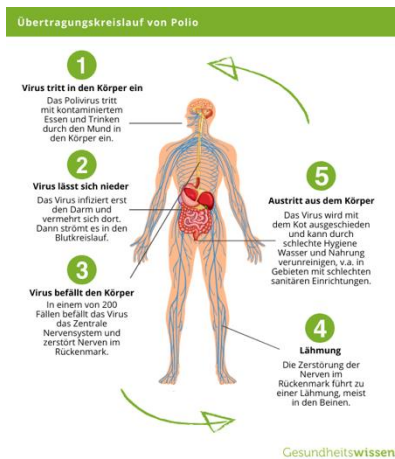 Übertragungskreislauf von Polio
1
Virus tritt in den Körper ein
Das Polivirus tritt
mit kontaminiertem
Essen und Trinken
durch den Mund in
den Körper ein.
2
Virus lässt sich nieder
Das Virus infiziert erst
den Darm und
vermehrt sich dort.
Dann strömt es in den
Blutkreislauf.
3
Virus befällt den Körper
In einem von 200
Fällen befällt das Virus
das Zentrale
Nervensystem und
zerstört Nerven im
Rückenmark.
4
Lähmung
Die Zerstörung der
Nerven im
Rückenmark führt zu
einer Lähmung, meist
in den Beinen.
5
Austritt aus dem Körper
Das Virus wird mit
dem Kot ausgeschieden
und kann durch
schlechte Hygiene
Wasser und Nahrung
verunreinigen, v.a. in
Gebieten mit schlechten
sanitären Einrichtungen.
Gesundheitswissen